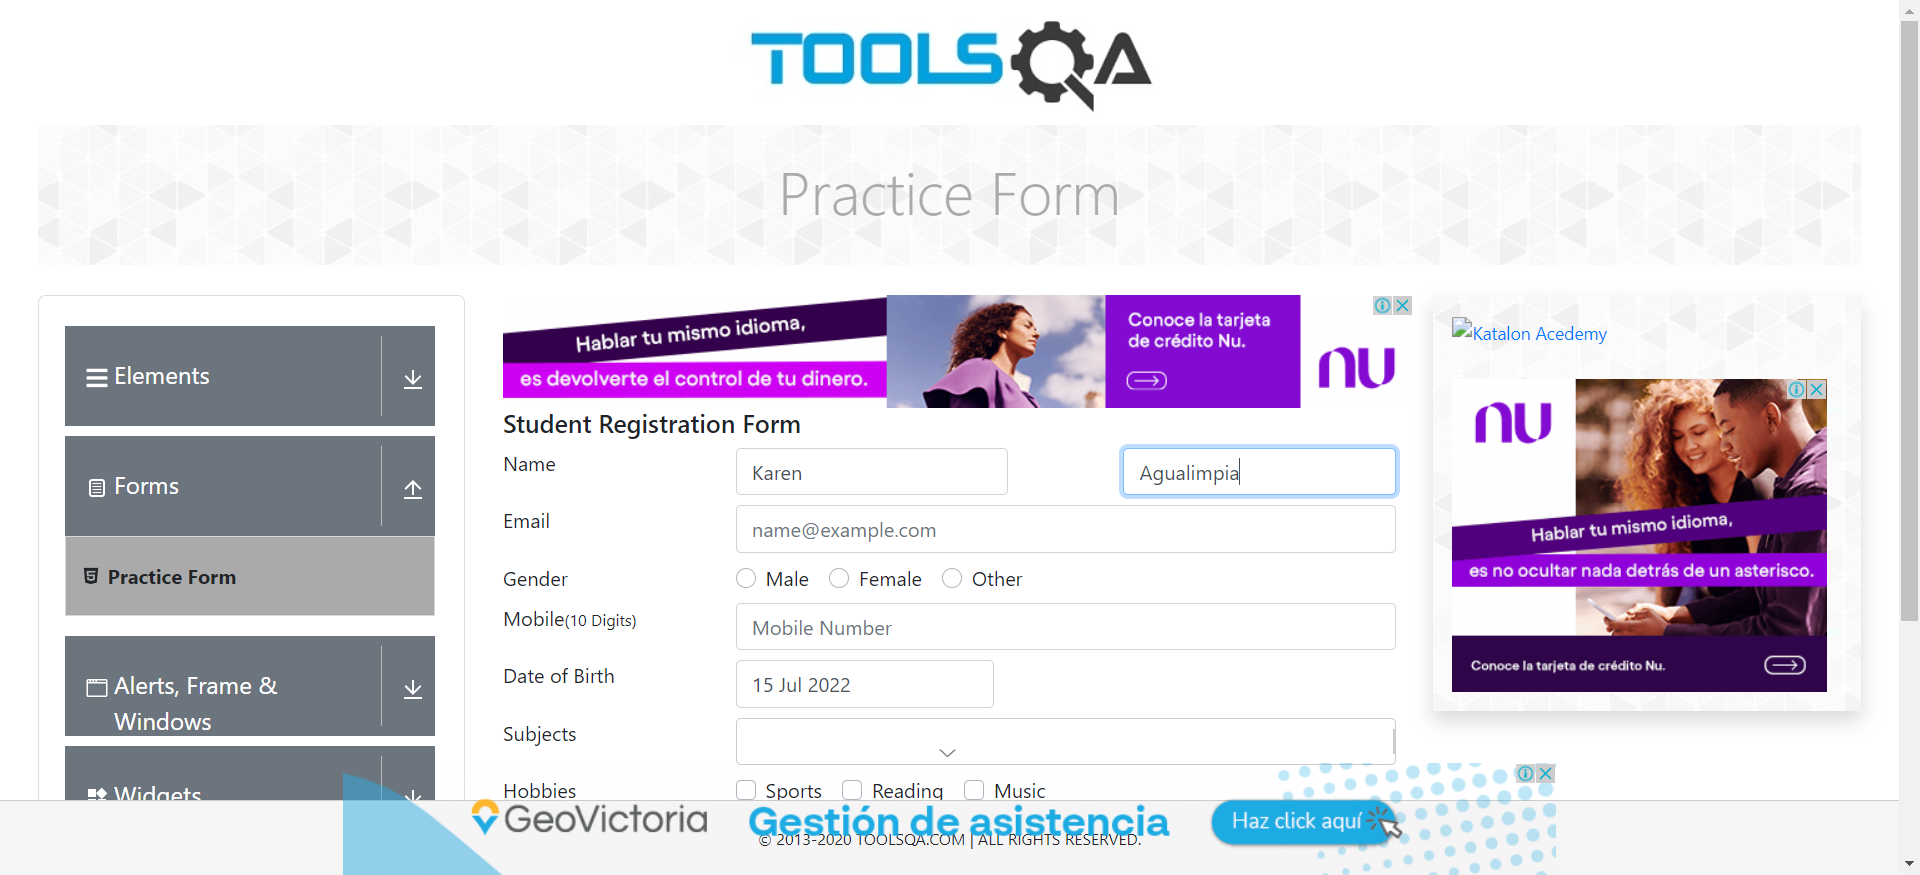 TOOLSQA
Practice Form
Elements
Forms
Practice Form
Alerts, Frame &
Windows
Widgets
Hablar tu mismo idioma,
es devolverte el control de tu dinero.
Conoce la tarjeta
de crédito Nu.
nu
Student Registration Form
Name
Karen
Agualimpia
Email
name@example.com
Gender
Male
Female
Other
Mobile(10 Digits)
Mobile Number
Date of Birth
15 Jul 2022
Subjects
Hobbies
Sports
Reading
Music
Katalon Acedemy
nu
Hablar tu mismo idioma,
es no ocultar nada detrás de un asterisco.
Conoce la tarjeta de crédito Nu.
GeoVictoria
Gestión de asistencia
Haz click aquí
© 2013-2020 TOOLSQA.COM | ALL RIGHTS RESERVED.